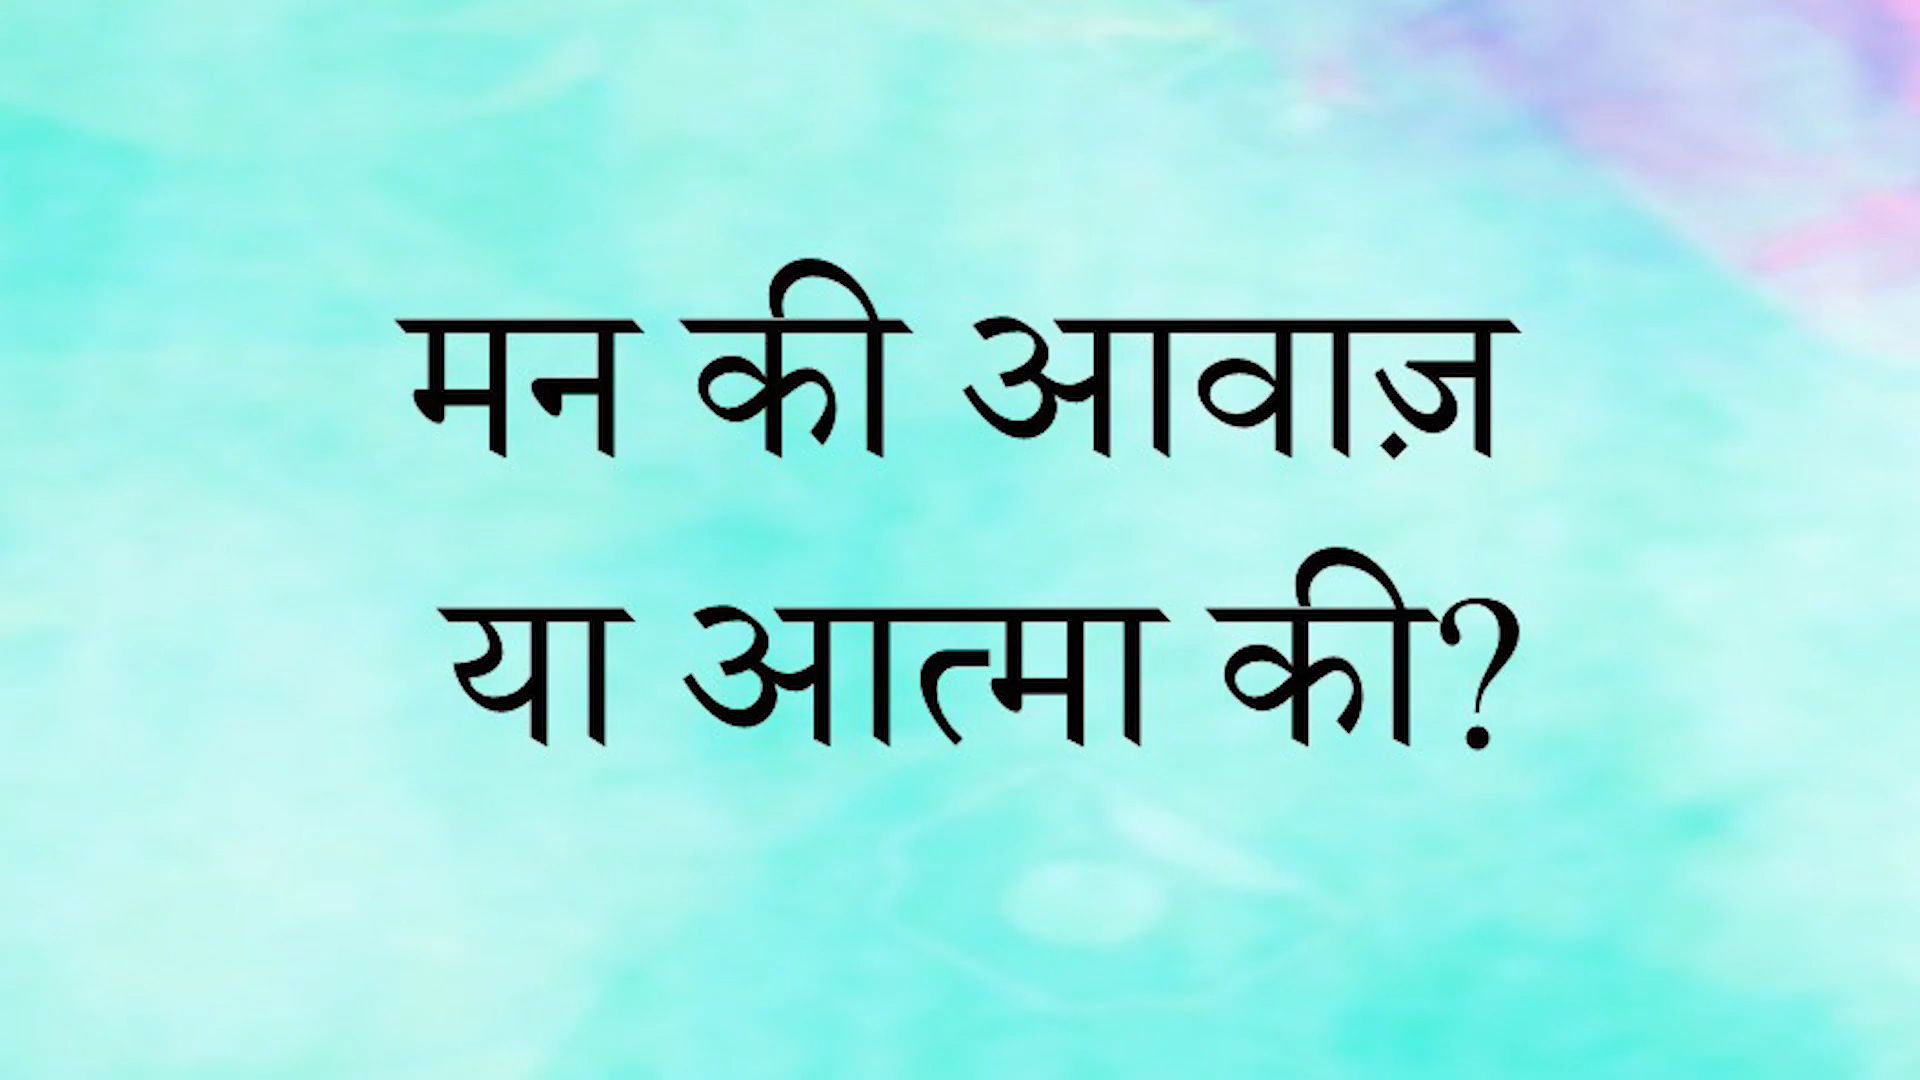 मन की आवाज़
या आत्मा की?